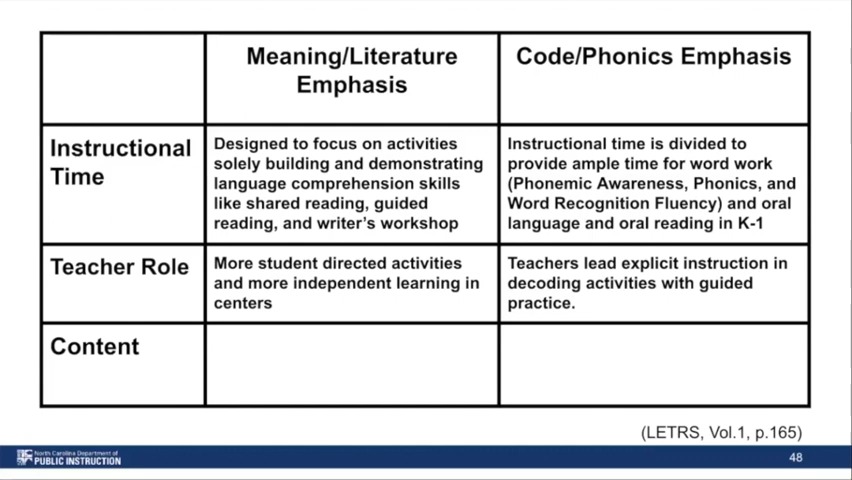 Meaning/Literature
Emphasis
Code/Phonics Emphasis
Instructional
Time
Designed to focus on activities
solely building and demonstrating
language comprehension skills
like shared reading, guided
reading, and writer's workshop
Instructional time is divided to
provide ample time for word work
(Phonemic Awareness, Phonics, and
Word Recognition Fluency) and oral
language and oral reading in K-1
Teacher Role
More student directed activities
and more independent learning in
centers
Teachers lead explicit instruction in
decoding activities with guided
practice.
Content
(LETRS, Vol.1, p.165)
North Carolina Department of
PUBLIC INSTRUCTION
48